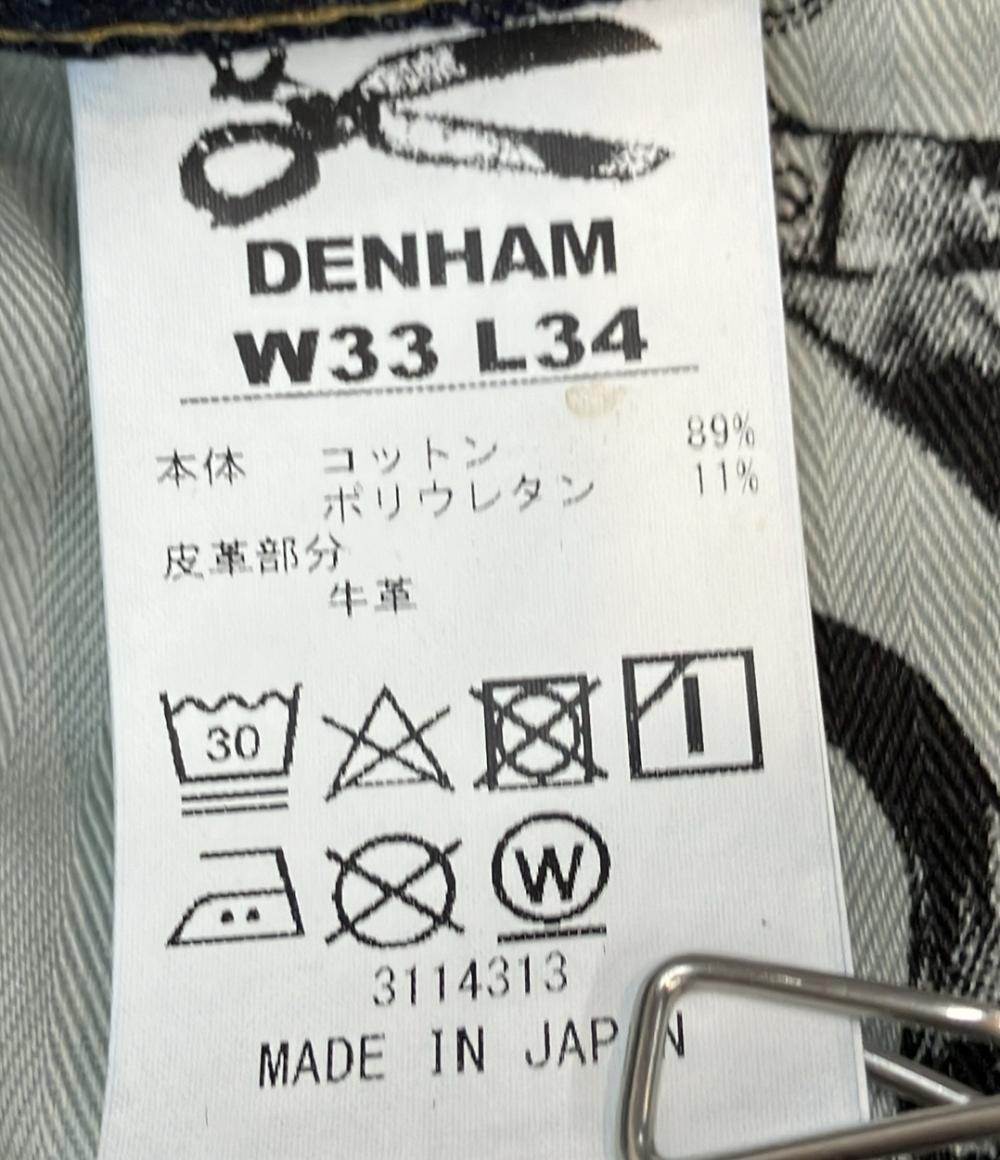 DENHAM
W33 L34
本体 コットン 89%
ポリウレタン 11%
皮革部分
牛革
30
W
3114313
MADE IN JAPAN